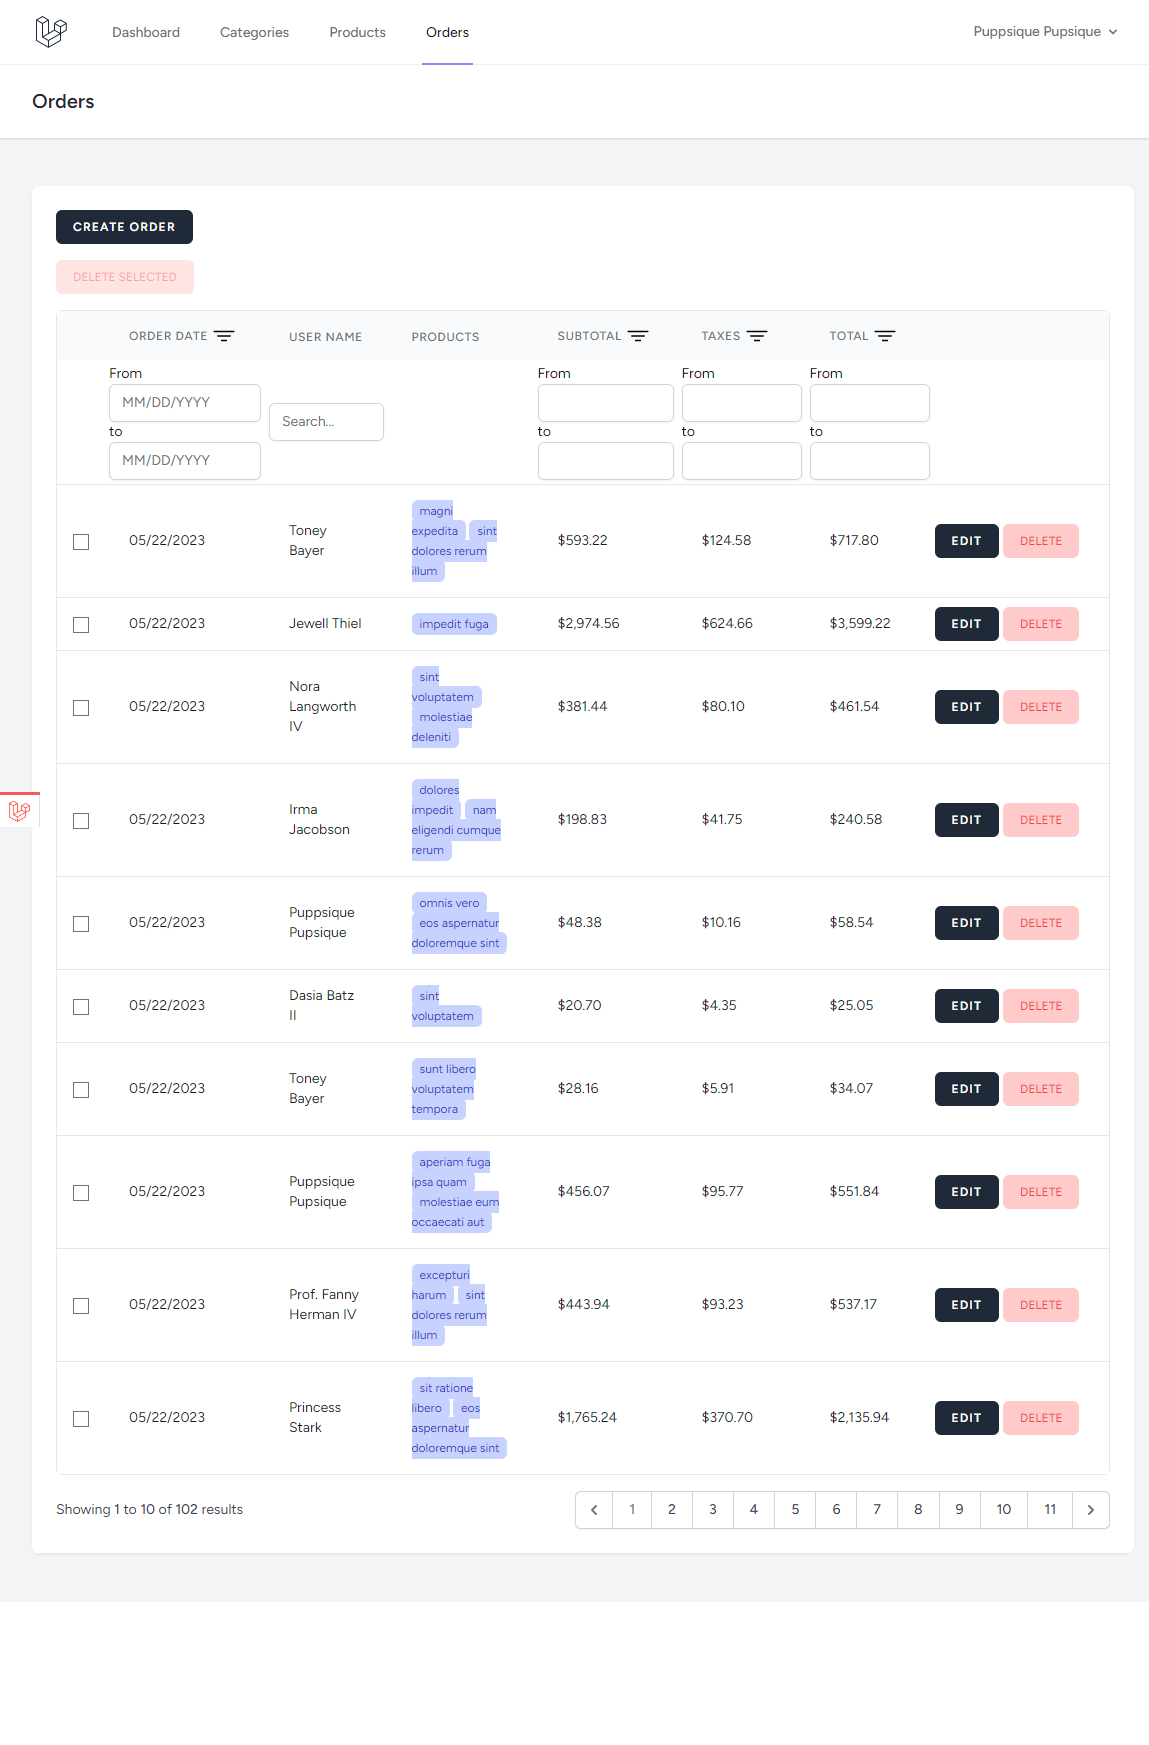 Dashboard Categories Products Orders Puppsique Pupsique
Orders
CREATE ORDER
DELETE SELECTED
ORDER DATE USER NAME PRODUCTS SUBTOTAL TAXES TOTAL
From From From From
MM/DD/YYYY
Search...
to to to to
MM/DD/YYYY
magni
expedita sint
dolores rerum
illum
Toney
Bayer
05/22/2023 $593.22 $124.58 $717.80 EDIT DELETE
05/22/2023 Jewell Thiel impedit fuga $2,974.56 $624.66 $3,599.22 EDIT DELETE
Nora
Langworth
IV
sint
voluptatem
molestiae
deleniti
05/22/2023 $381.44 $80.10 $461.54 EDIT DELETE
Irma
Jacobson
dolores
impedit nam
eligendi cumque
rerum
05/22/2023 $198.83 $41.75 $240.58 EDIT DELETE
Puppsique
Pupsique
omnis vero
eos aspernatur
doloremque sint
05/22/2023 $48.38 $10.16 $58.54 EDIT DELETE
Dasia Batz
II
sint
voluptatem
05/22/2023 $20.70 $4.35 $25.05 EDIT DELETE
Toney
Bayer
sunt libero
voluptatem
tempora
05/22/2023 $28.16 $5.91 $34.07 EDIT DELETE
Puppsique
Pupsique
aperiam fuga
ipsa quam
molestiae eum
occaecati aut
05/22/2023 $456.07 $95.77 $551.84 EDIT DELETE
Prof. Fanny
Herman IV
excepturi
harum sint
dolores rerum
illum
05/22/2023 $443.94 $93.23 $537.17 EDIT DELETE
Princess
Stark
sit ratione
libero eos
aspernatur
doloremque sint
05/22/2023 $1,765.24 $370.70 $2,135.94 EDIT DELETE
Showing 1 to 10 of 102 results 1 2 3 4 5 6 7 8 9 10 11